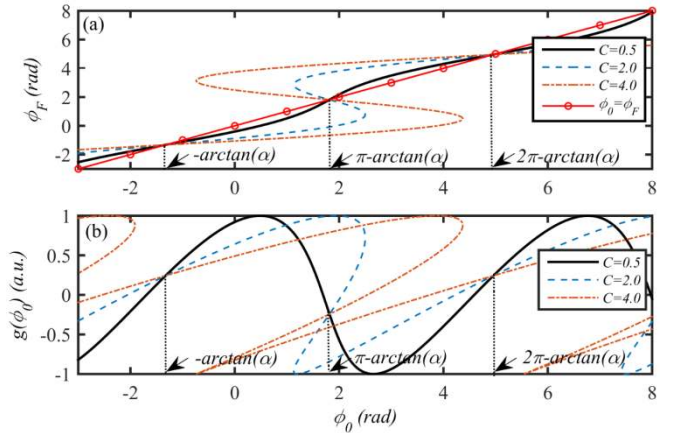 (a)
8
6
4
2
0
-2
ϕF (rad)
C=0.5
C=2.0
C=4.0
ϕ0=ϕF
-arctan(α)
π-arctan(α)
2π-arctan(α)
-2 0 2 4 6 8
(b)
1
0.5
0
-0.5
-1
g(ϕ0) (a.u.)
C=0.5
C=2.0
C=4.0
-arctan(α)
π-arctan(α)
2π-arctan(α)
-2 0 2 4 6 8
ϕ0 (rad)